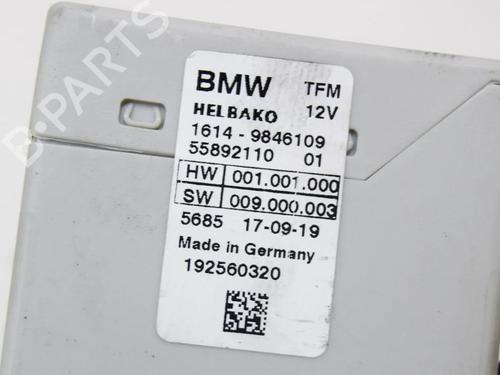 BMW TFM
HELBAKO 12V
1614 - 9846109
55892110 01
HW 001.001.000
SW 009.000.003
5685 17-09-19
Made in Germany
192560320
B-PARTS